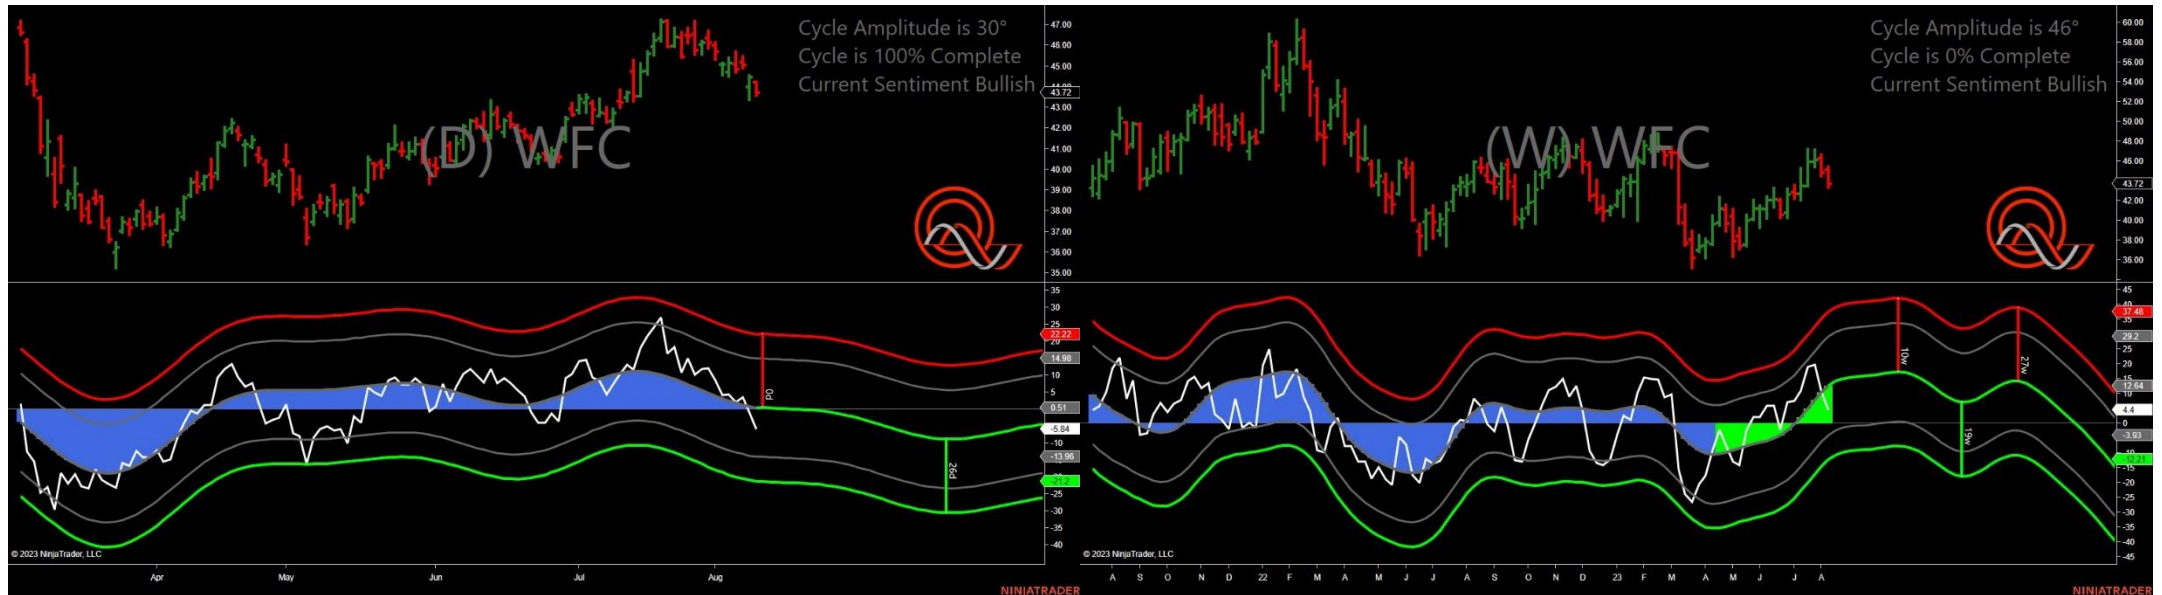 Cycle Amplitude is 30°
Cycle is 100% Complete
Current Sentiment Bullish
(D) WFC
47.00
46.00
45.00
43.72
43.00
42.00
41.00
40.00
39.00
38.00
37.00
36.00
35.00
35
30
25
22.22
20
14.98
10
5
0.51
-5.84
-10
-13.96
-21.2
-25
-30
-35
-40
0d
26d
© 2023 NinjaTrader, LLC
Apr
May
Jun
Jul
Aug
NINJATRADER
Cycle Amplitude is 46°
Cycle is 0% Complete
Current Sentiment Bullish
(W) WFC
60.00
58.00
56.00
54.00
52.00
50.00
48.00
46.00
43.72
42.00
40.00
38.00
36.00
45
40
37.48
35
29.2
25
20
15
12.64
4.4
0
-3.93
-10
-12.21
-15
-20
-25
-30
-35
-40
-45
10w
19w
27w
© 2023 NinjaTrader, LLC
A S O N D 22 F M A M J J A S O N D 23 F M A M J J A
NINJATRADER